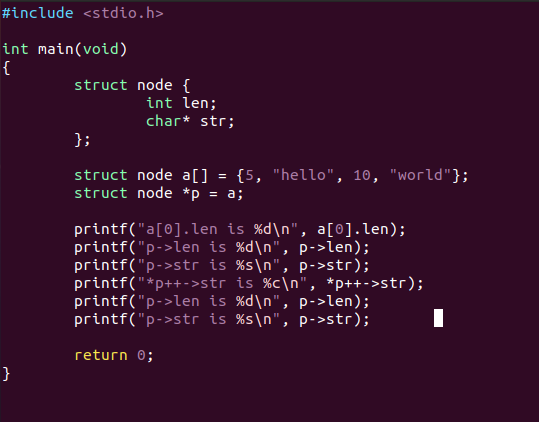 #include <stdio.h>
int main(void)
{
struct node {
int len;
char* str;
};
struct node a[] = {5, "hello", 10, "world"};
struct node *p = a;
printf("a[0].len is %d\n", a[0].len);
printf("p->len is %d\n", p->len);
printf("p->str is %s\n", p->str);
printf("*p++->str is %c\n", *p++->str);
printf("p->len is %d\n", p->len);
printf("p->str is %s\n", p->str);
return 0;
}